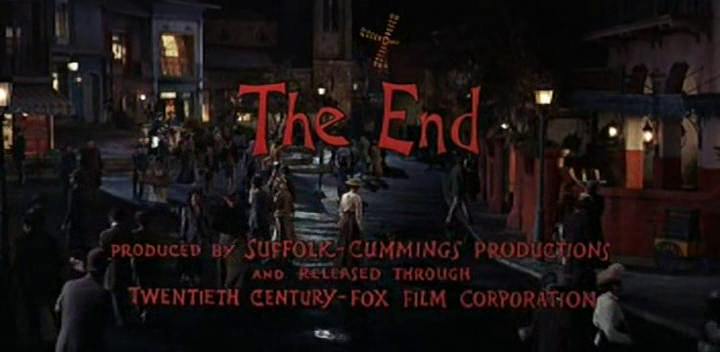 The End
PRODUCED BY SUFFOLK-CUMMINGS PRODUCTIONS
AND RELEASED THROUGH
TWENTIETH CENTURY-FOX FILM CORPORATION